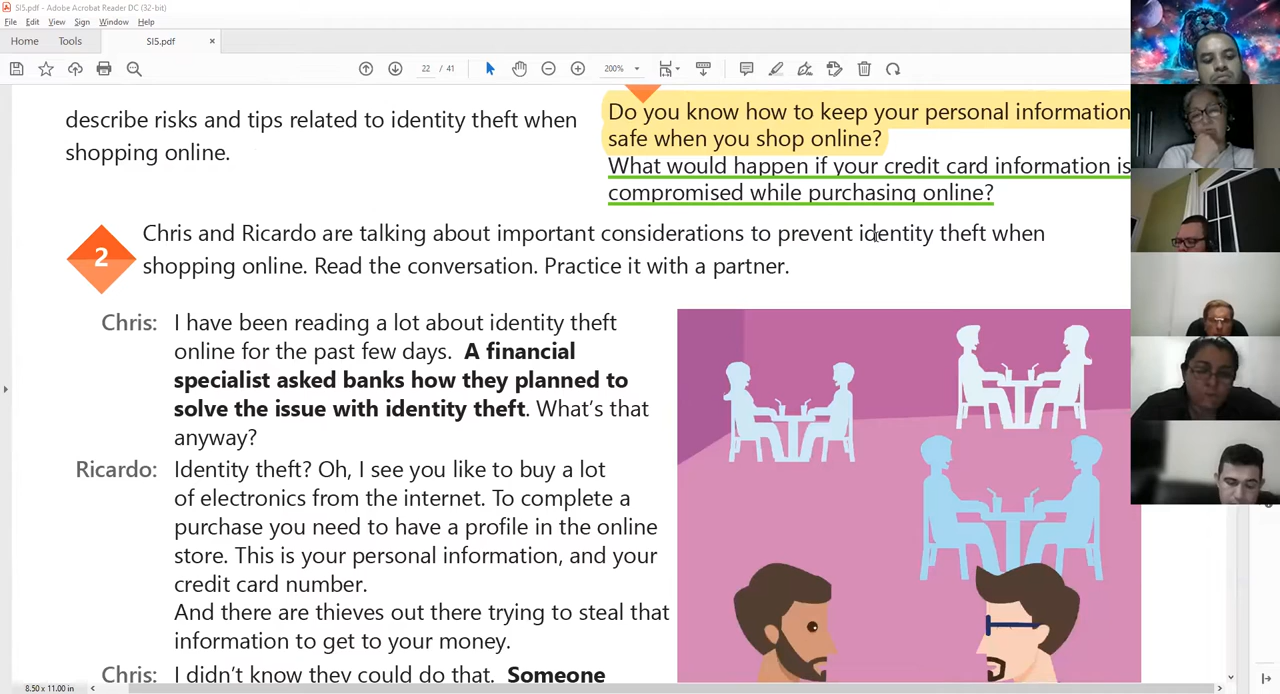 SI5.pdf - Adobe Acrobat Reader DC (32-bit)
File Edit View Sign Window Help
Home Tools SI5.pdf ×
22 / 41 200%
describe risks and tips related to identity theft when
shopping online.
Do you know how to keep your personal information
safe when you shop online?
What would happen if your credit card information is
compromised while purchasing online?
2
Chris and Ricardo are talking about important considerations to prevent identity theft when
shopping online. Read the conversation. Practice it with a partner.
Chris: I have been reading a lot about identity theft
online for the past few days. A financial
specialist asked banks how they planned to
solve the issue with identity theft. What's that
anyway?
Ricardo: Identity theft? Oh, I see you like to buy a lot
of electronics from the internet. To complete a
purchase you need to have a profile in the online
store. This is your personal information, and your
credit card number.
And there are thieves out there trying to steal that
information to get to your money.
Chris: I didn't know they could do that. Someone
8.50 x 11.00 in